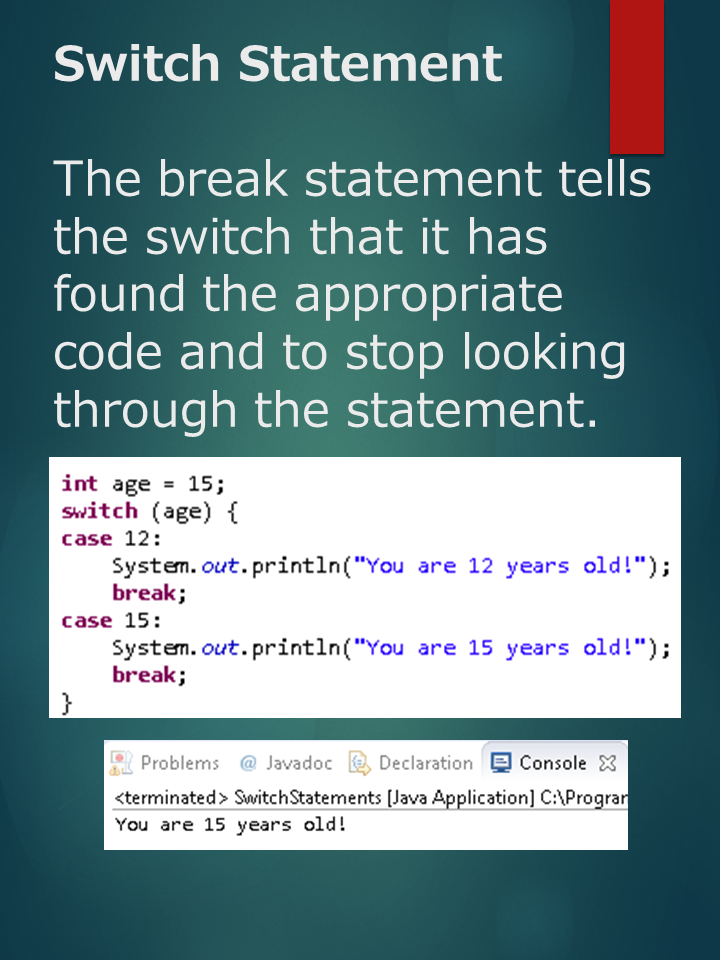 Switch Statement
The break statement tells
the switch that it has
found the appropriate
code and to stop looking
through the statement.
int age = 15;
switch (age) {
case 12:
    System.out.println("You are 12 years old!");
    break;
case 15:
    System.out.println("You are 15 years old!");
    break;
}
Problems @ Javadoc Declaration Console
<terminated> SwitchStatements [Java Application] C:\Program
You are 15 years old!